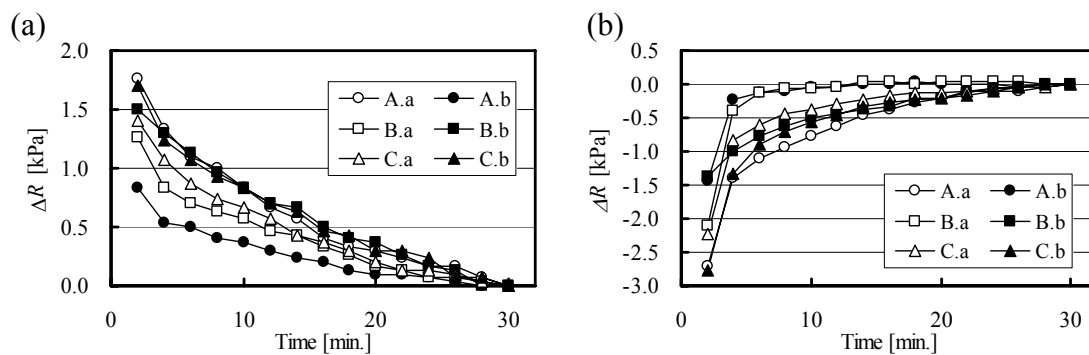 (a)
(b)
2.0
1.5
1.0
0.5
0.0
ΔR [kPa]
A.a A.b
B.a B.b
C.a C.b
0 10 20 30
Time [min.]
0.5
0.0
-0.5
-1.0
-1.5
-2.0
-2.5
-3.0
ΔR [kPa]
A.a A.b
B.a B.b
C.a C.b
0 10 20 30
Time [min.]